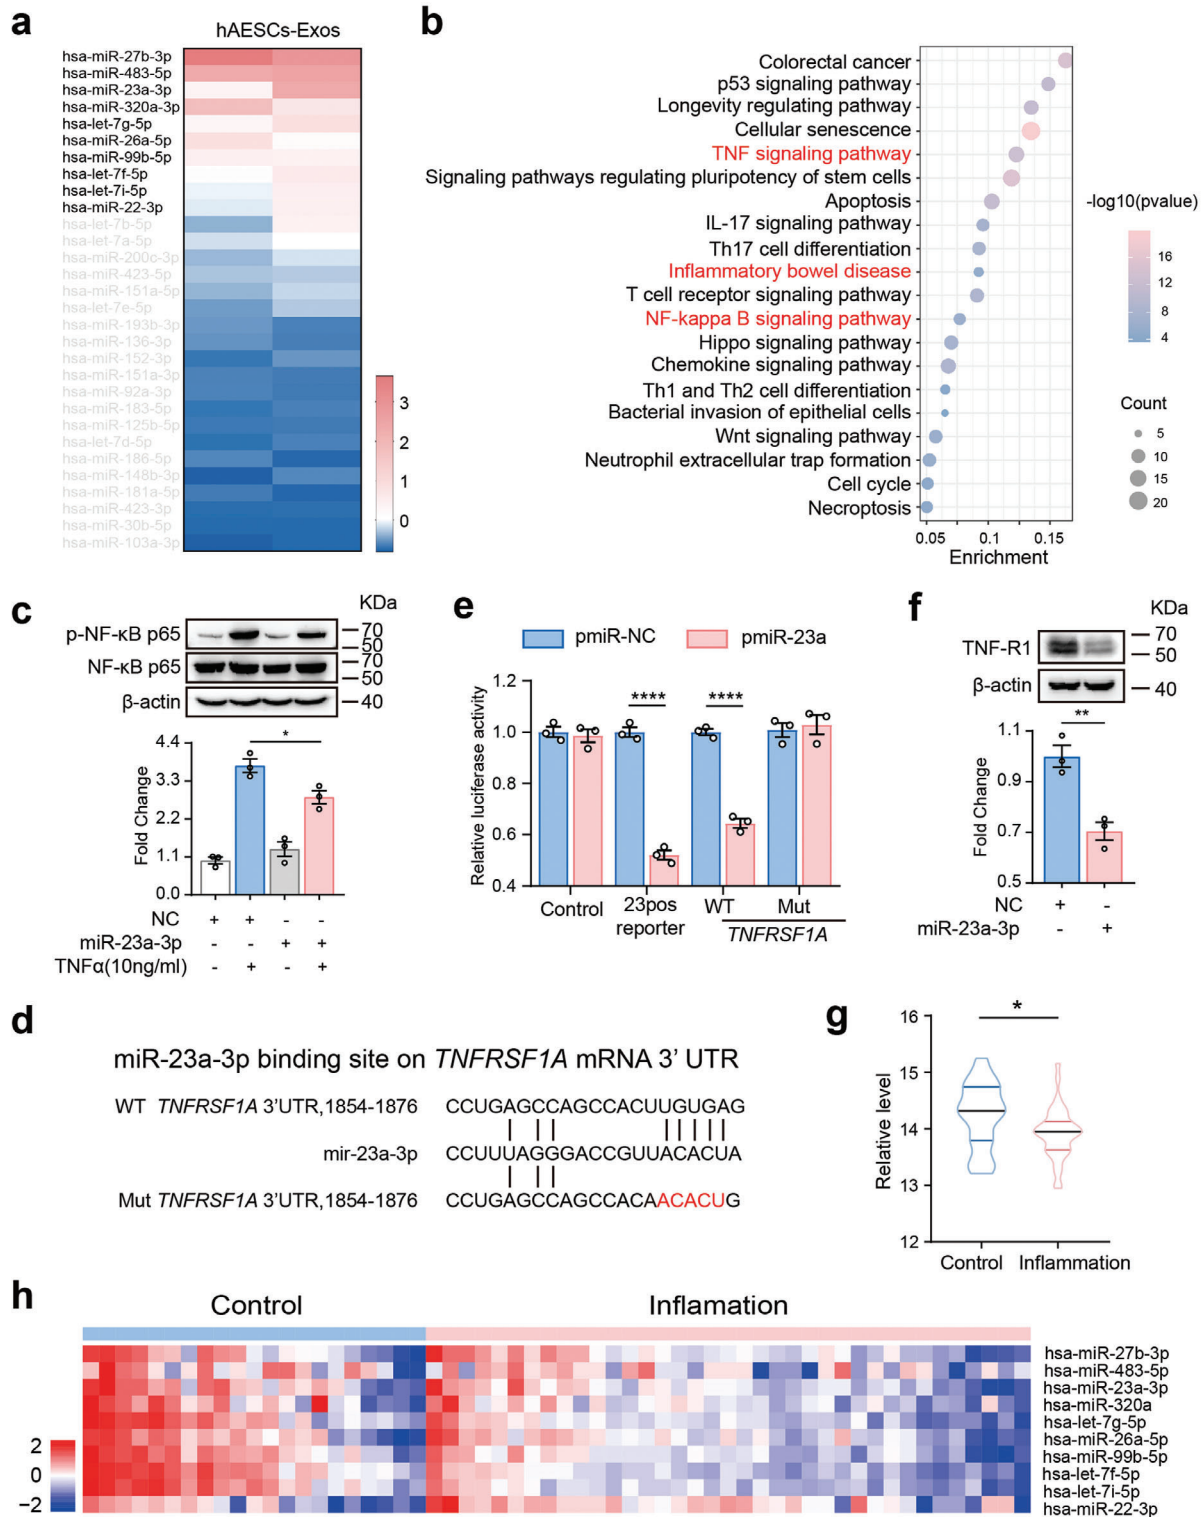 a
hAESCs-Exos
hsa-miR-27b-3p
hsa-miR-483-5p
hsa-miR-23a-3p
hsa-miR-320a-3p
hsa-let-7g-5p
hsa-miR-26a-5p
hsa-miR-99b-5p
hsa-let-7f-5p
hsa-let-7i-5p
hsa-miR-22-3p
hsa-let-7b-5p
hsa-let-7a-5p
hsa-miR-200c-3p
hsa-miR-423-5p
hsa-miR-151a-5p
hsa-let-7e-5p
hsa-miR-193b-3p
hsa-miR-136-3p
hsa-miR-152-3p
hsa-miR-151a-3p
hsa-miR-92a-3p
hsa-miR-183-5p
hsa-miR-125b-5p
hsa-let-7d-5p
hsa-miR-186-5p
hsa-miR-148b-3p
hsa-miR-181a-5p
hsa-miR-423-3p
hsa-miR-30b-5p
hsa-miR-103a-3p
3
2
1
0
b
Colorectal cancer
p53 signaling pathway
Longevity regulating pathway
Cellular senescence
TNF signaling pathway
Signaling pathways regulating pluripotency of stem cells
Apoptosis
IL-17 signaling pathway
Th17 cell differentiation
Inflammatory bowel disease
T cell receptor signaling pathway
NF-kappa B signaling pathway
Hippo signaling pathway
Chemokine signaling pathway
Th1 and Th2 cell differentiation
Bacterial invasion of epithelial cells
Wnt signaling pathway
Neutrophil extracellular trap formation
Cell cycle
Necroptosis
0.05 0.1 0.15
Enrichment
-log10(pvalue)
16
12
8
4
Count
5
10
15
20
c
KDa
p-NF-κB p65
70
50
NF-κB p65
70
50
β-actin
40
*
4.4
3.3
2.2
1.1
0.0
Fold Change
NC + + - -
miR-23a-3p - - + +
TNFα(10ng/ml) - + - +
e
pmiR-NC pmiR-23a
1.2
1.0
0.8
0.6
0.4
Relative luciferase activity
**** ****
Control 23pos WT Mut
reporter
TNFRSF1A
f
KDa
TNF-R1
70
50
β-actin
40
**
1.1
0.9
0.7
0.5
Fold Change
NC + -
miR-23a-3p - +
d
miR-23a-3p binding site on TNFRSF1A mRNA 3' UTR
WT TNFRSF1A 3'UTR,1854-1876 CCUGAGCCAGCCACUUGUGAG
mir-23a-3p CCUUUAGGGACCGUUACACUA
Mut TNFRSF1A 3'UTR,1854-1876 CCUGAGCCAGCCACAACACUG
g
*
16
15
14
13
12
Relative level
Control Inflammation
h
Control Inflamation
hsa-miR-27b-3p
hsa-miR-483-5p
hsa-miR-23a-3p
hsa-miR-320a
hsa-let-7g-5p
hsa-miR-26a-5p
hsa-miR-99b-5p
hsa-let-7f-5p
hsa-let-7i-5p
hsa-miR-22-3p
2
0
−2